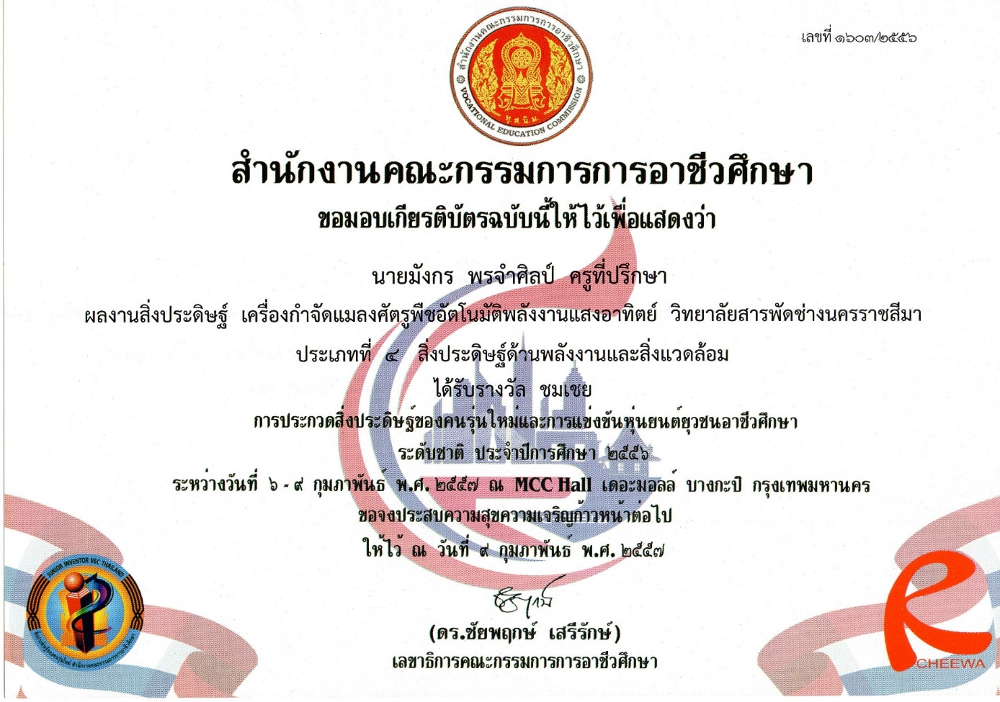 เลขที่ ๑๖๐๓/๒๕๕๖
สำนักงานคณะกรรมการการอาชีวศึกษา
VOCATIONAL EDUCATION COMMISSION
ท.ส.นิ.ม.
สำนักงานคณะกรรมการการอาชีวศึกษา
ขอมอบเกียรติบัตรฉบับนี้ให้ไว้เพื่อแสดงว่า
นายมังกร พรจำศิลป์ ครูที่ปรึกษา
ผลงานสิ่งประดิษฐ์ เครื่องกำจัดแมลงศัตรูพืชอัตโนมัติพลังงานแสงอาทิตย์ วิทยาลัยสารพัดช่างนครราชสีมา
ประเภทที่ ๔ สิ่งประดิษฐ์ด้านพลังงานและสิ่งแวดล้อม
ได้รับรางวัล ชมเชย
การประกวดสิ่งประดิษฐ์ของคนรุ่นใหม่และการแข่งขันหุ่นยนต์ยุวชนอาชีวศึกษา
ระดับชาติ ประจำปีการศึกษา ๒๕๕๖
ระหว่างวันที่ ๖ - ๙ กุมภาพันธ์ พ.ศ. ๒๕๕๗ ณ MCC Hall เดอะมอลล์ บางกะปิ กรุงเทพมหานคร
ขอจงประสบความสุขความเจริญก้าวหน้าต่อไป
ให้ไว้ ณ วันที่ ๙ กุมภาพันธ์ พ.ศ. ๒๕๕๗
(ดร.ชัยพฤกษ์ เสรีรักษ์)
เลขาธิการคณะกรรมการการอาชีวศึกษา
JUNIOR INVENTOR VEC THAILAND
CHEEWA